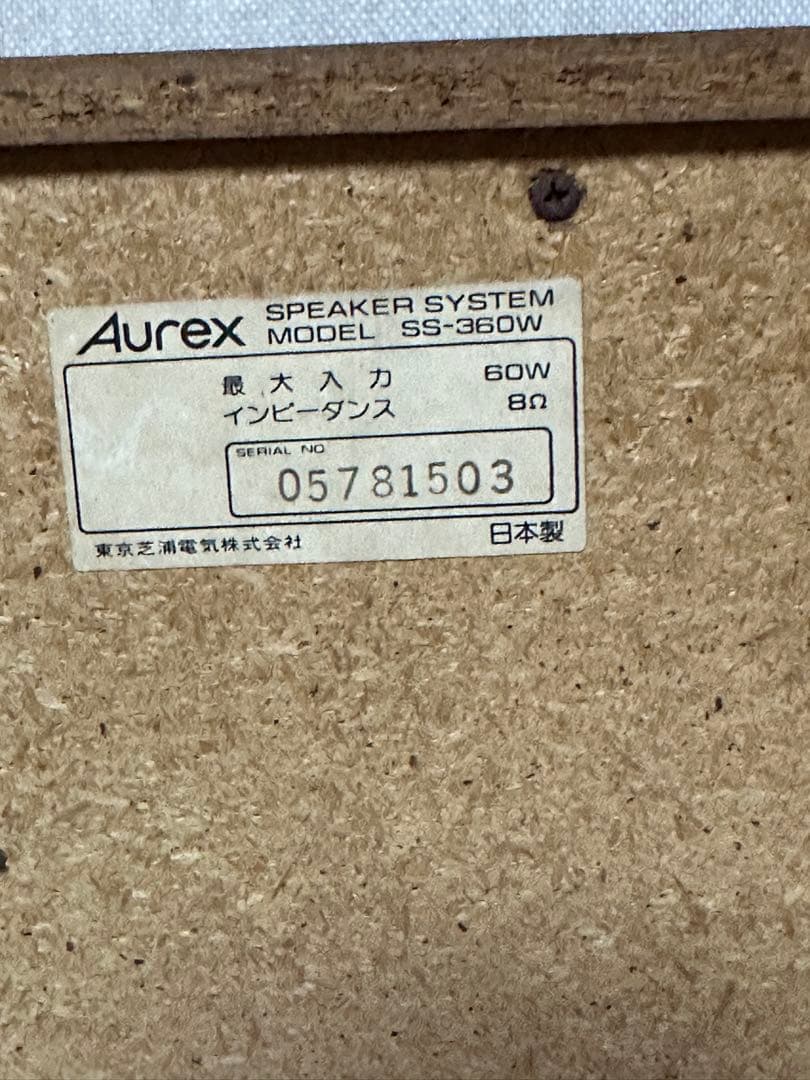 Aurex SPEAKER SYSTEM
MODEL SS-360W
最大入力 60W
インピーダンス 8Ω
SERIAL NO
05781503
東京芝浦電気株式会社 日本製